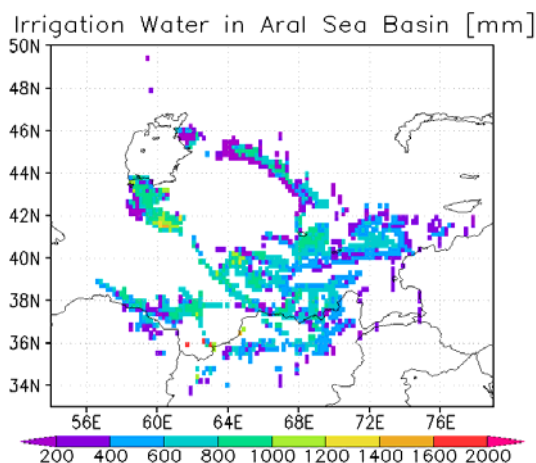 Irrigation Water in Aral Sea Basin [mm]
50N
48N
46N
44N
42N
40N
38N
36N
34N
56E 60E 64E 68E 72E 76E
200 400 600 800 1000 1200 1400 1600 2000